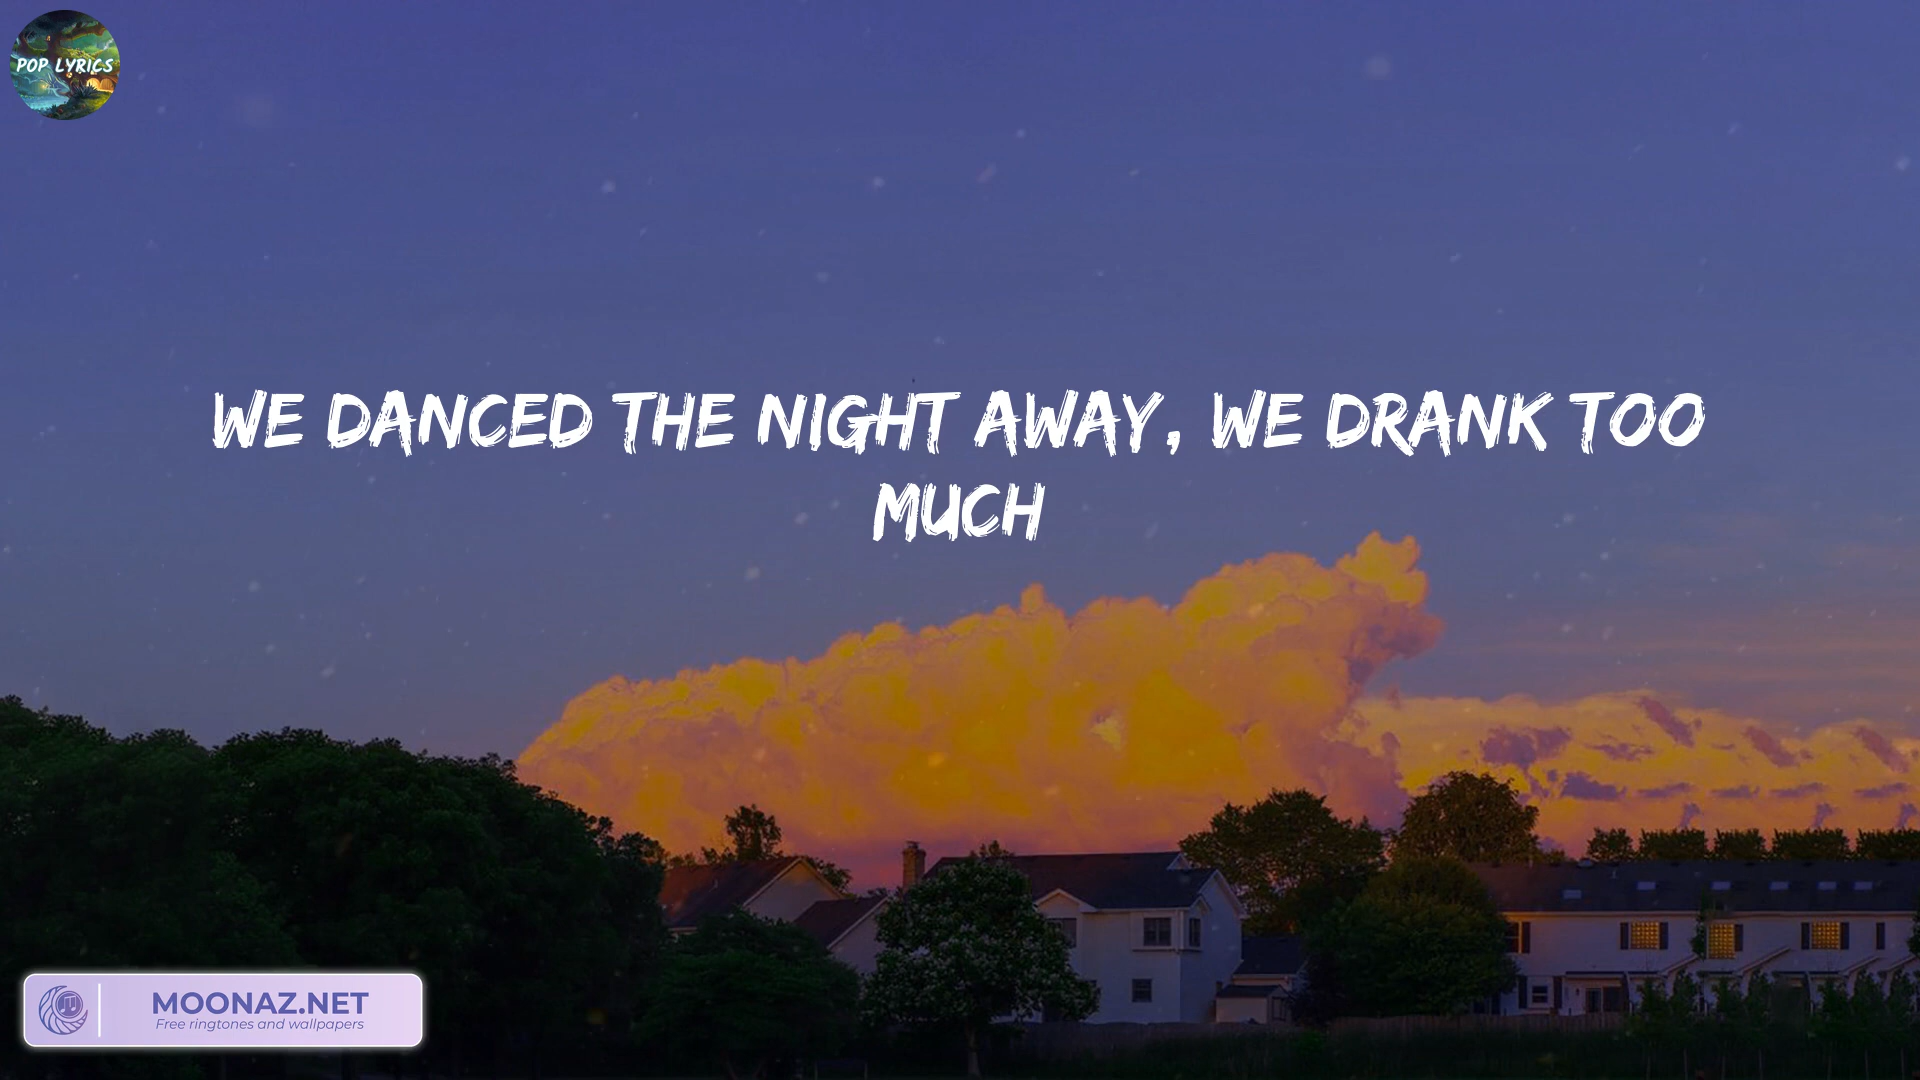 POP LYRICS
WE DANCED THE NIGHT AWAY, WE DRANK TOO
MUCH
MOONAZ.NET
Free ringtones and wallpapers